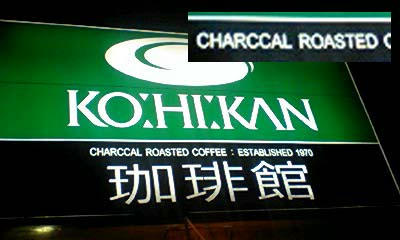 CHARCCAL ROASTED C
KO:HI:KAN
CHARCCAL ROASTED COFFEE : ESTABLISHED 1970
珈琲館